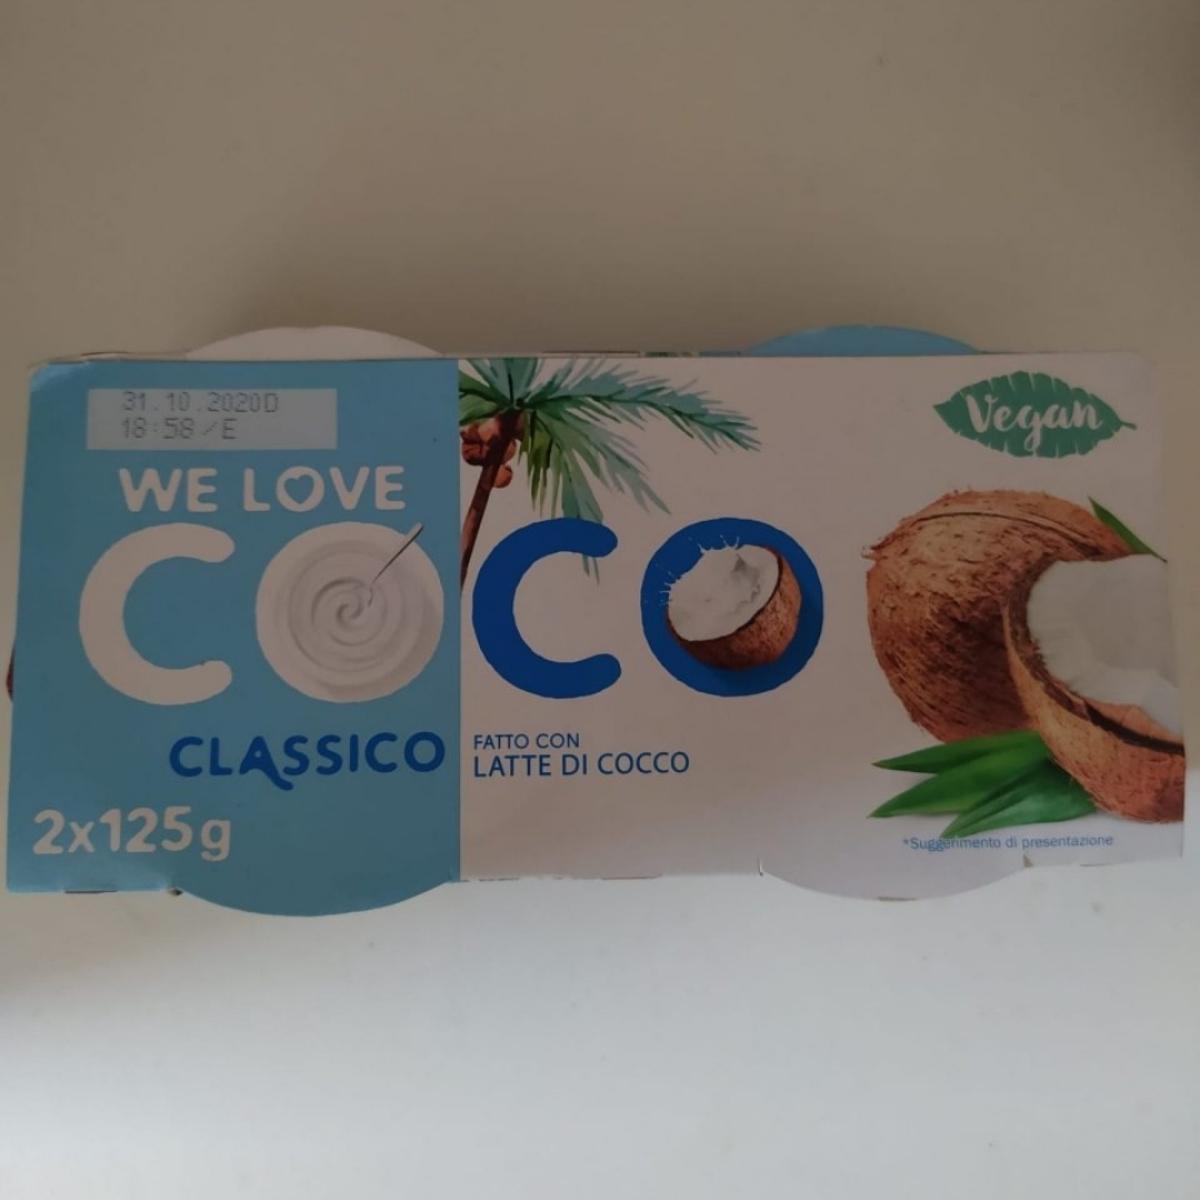 31.10.2020D
18:58/E
WE LOVE
COCO
CLASSICO
FATTO CON
LATTE DI COCCO
2x125g
Vegan
*Suggerimento di presentazione